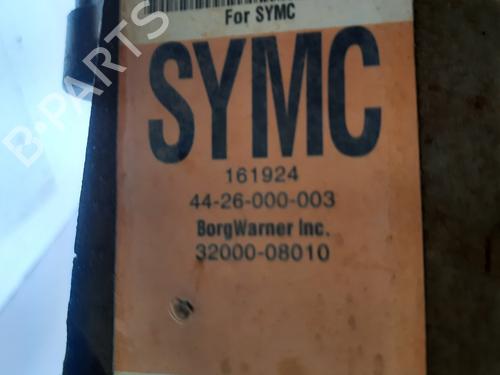 For SYMC
SYMC
161924
44-26-000-003
BorgWarner Inc.
32000-08010
B-PARTS